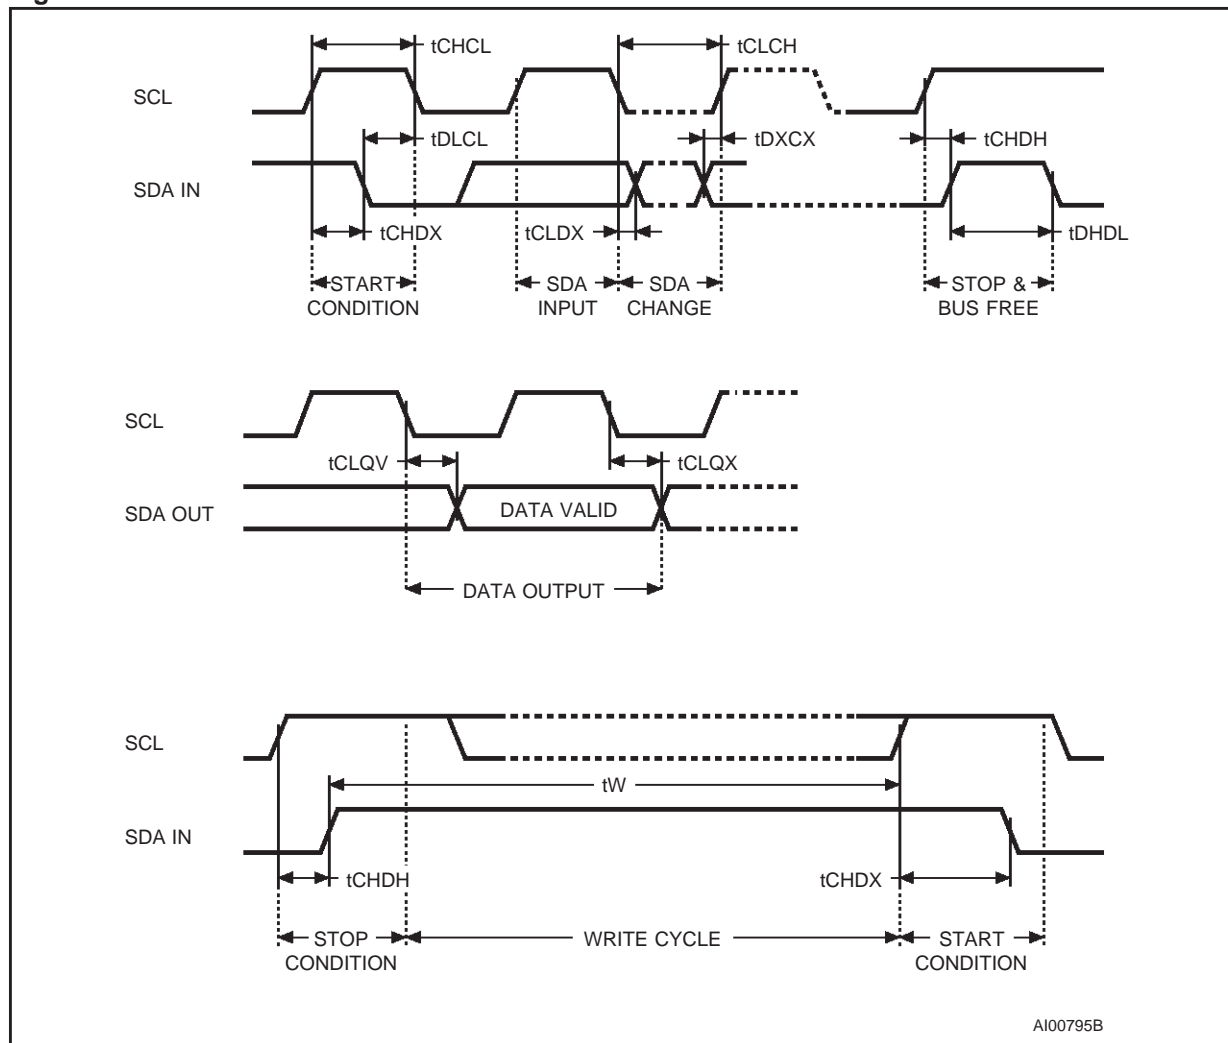 tCHCL
tCLCH
SCL
tDLCL
tDXCX
tCHDH
SDA IN
tCHDX
tCLDX
tDHDL
START
CONDITION
SDA
INPUT
SDA
CHANGE
STOP &
BUS FREE
SCL
tCLQV
tCLQX
SDA OUT
DATA VALID
DATA OUTPUT
SCL
tW
SDA IN
tCHDH
tCHDX
STOP
CONDITION
WRITE CYCLE
START
CONDITION
AI00795B